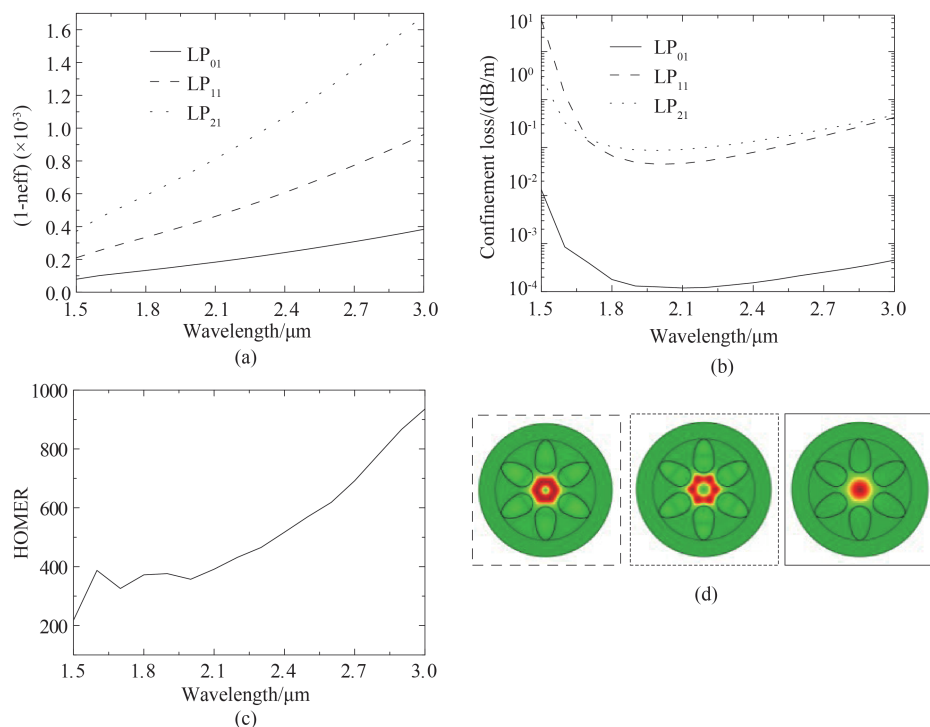 (a)
1.6
1.4
1.2
1.0
0.8
0.6
0.4
0.2
0.0
(1-neff) (×10⁻³)
LP₀₁
LP₁₁
LP₂₁
1.5 1.8 2.1 2.4 2.7 3.0
Wavelength/μm
(a)
10¹
10⁰
10⁻¹
10⁻²
10⁻³
10⁻⁴
Confinement loss/(dB/m)
LP₀₁
LP₁₁
LP₂₁
1.5 1.8 2.1 2.4 2.7 3.0
Wavelength/μm
(b)
1000
800
600
400
200
HOMER
1.5 1.8 2.1 2.4 2.7 3.0
Wavelength/μm
(c)
(d)